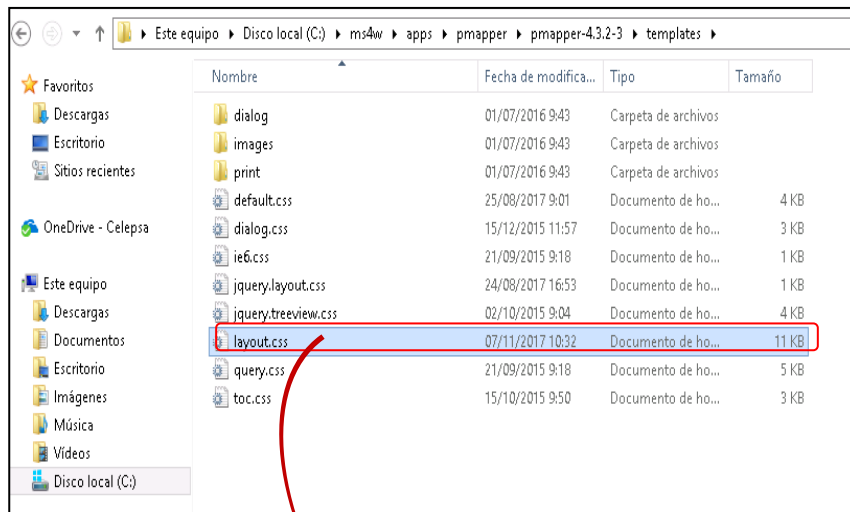 Este equipo ▸ Disco local (C:) ▸ ms4w ▸ apps ▸ pmapper ▸ pmapper-4.3.2-3 ▸ templates ▸
Favoritos
Descargas
Escritorio
Sitios recientes
OneDrive - Celepsa
Este equipo
Descargas
Documentos
Escritorio
Imágenes
Música
Vídeos
Disco local (C:)
Nombre Fecha de modifica... Tipo Tamaño
dialog 01/07/2016 9:43 Carpeta de archivos
images 01/07/2016 9:43 Carpeta de archivos
print 01/07/2016 9:43 Carpeta de archivos
default.css 25/08/2017 9:01 Documento de ho... 4 KB
dialog.css 15/12/2015 11:57 Documento de ho... 3 KB
ie6.css 21/09/2015 9:18 Documento de ho... 1 KB
jquery.layout.css 24/08/2017 16:53 Documento de ho... 1 KB
jquery.treeview.css 02/10/2015 9:04 Documento de ho... 4 KB
layout.css 07/11/2017 10:32 Documento de ho... 11 KB
query.css 21/09/2015 9:18 Documento de ho... 5 KB
toc.css 15/10/2015 9:50 Documento de ho... 3 KB